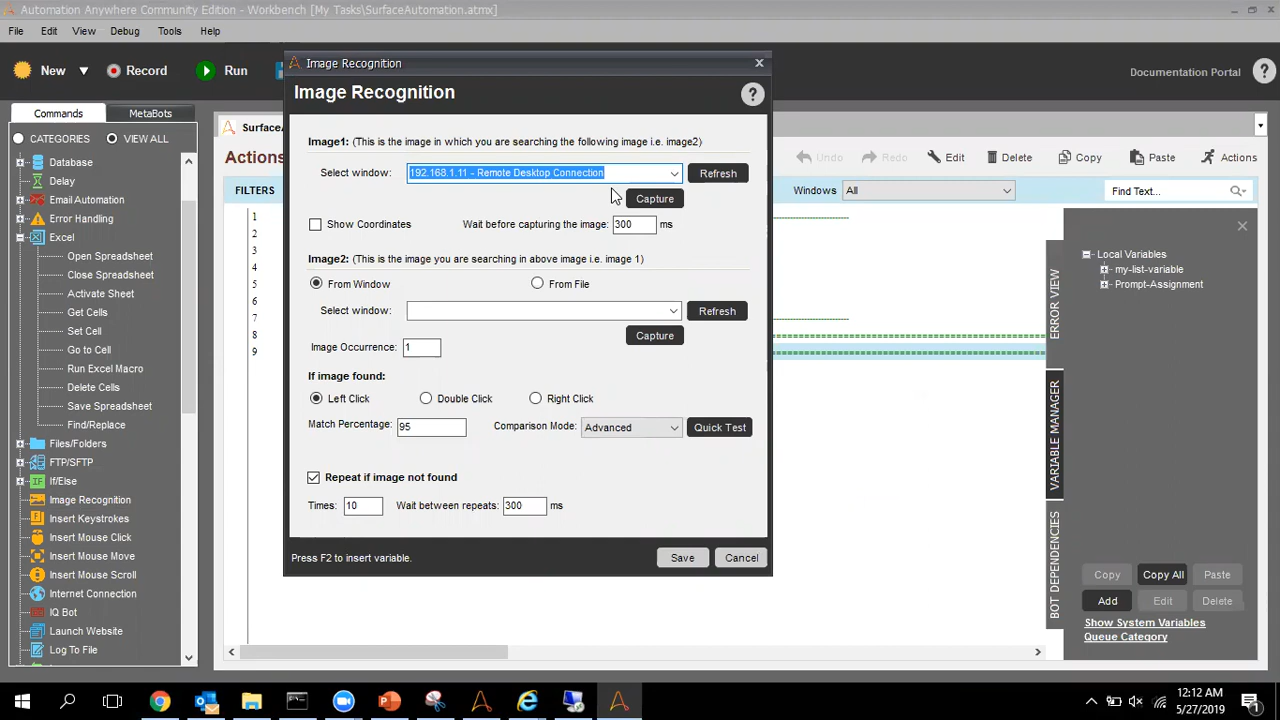 Automation Anywhere Community Edition - Workbench [My Tasks\SurfaceAutomation.atmx]
File Edit View Debug Tools Help
New Record Run
Documentation Portal
Commands MetaBots
CATEGORIES VIEW ALL
Database
Delay
Email Automation
Error Handling
Excel
Open Spreadsheet
Close Spreadsheet
Activate Sheet
Get Cells
Set Cell
Go to Cell
Run Excel Macro
Delete Cells
Save Spreadsheet
Find/Replace
Files/Folders
FTP/SFTP
If/Else
Image Recognition
Insert Keystrokes
Insert Mouse Click
Insert Mouse Move
Insert Mouse Scroll
Internet Connection
IQ Bot
Launch Website
Log To File
Actions
FILTERS
1
2
3
4
5
6
7
8
9
Image Recognition
Image Recognition
Image1: (This is the image in which you are searching the following image i.e. image2)
Select window: 192.168.1.11 - Remote Desktop Connection Refresh
Capture
Show Coordinates Wait before capturing the image: 300 ms
Image2: (This is the image you are searching in above image i.e. image 1)
From Window From File
Select window: Refresh
Capture
Image Occurrence: 1
If image found:
Left Click Double Click Right Click
Match Percentage: 95 Comparison Mode: Advanced Quick Test
Repeat if image not found
Times: 10 Wait between repeats: 300 ms
Press F2 to insert variable. Save Cancel
Undo Redo Edit Delete Copy Paste Actions
Windows All Find Text...
ERROR VIEW
VARIABLE MANAGER
BOT DEPENDENCIES
Local Variables
my-list-variable
Prompt-Assignment
Copy Copy All Paste
Add Edit Delete
Show System Variables
Queue Category
12:12 AM
5/27/2019
1